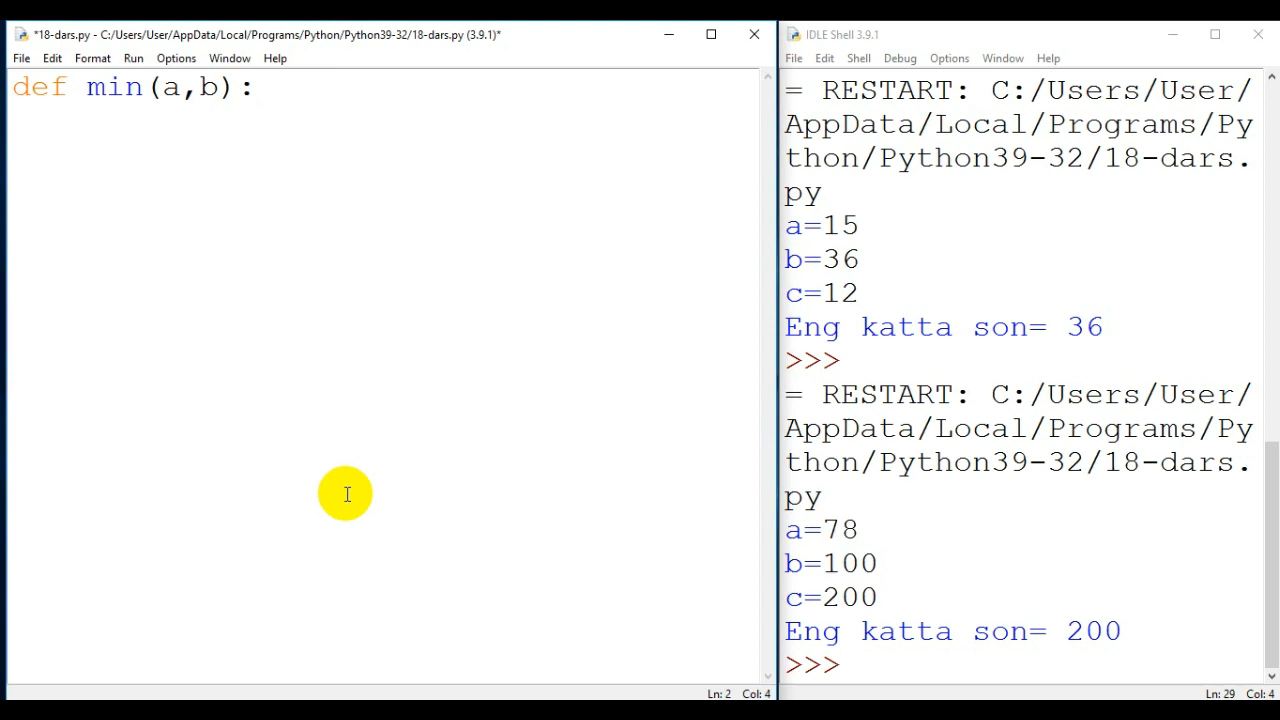 *18-dars.py - C:/Users/User/AppData/Local/Programs/Python/Python39-32/18-dars.py (3.9.1)*
File Edit Format Run Options Window Help
def min(a,b):
Ln: 2 Col: 4
IDLE Shell 3.9.1
File Edit Shell Debug Options Window Help
= RESTART: C:/Users/User/
AppData/Local/Programs/Py
thon/Python39-32/18-dars.
py
a=15
b=36
c=12
Eng katta son= 36
>>>
= RESTART: C:/Users/User/
AppData/Local/Programs/Py
thon/Python39-32/18-dars.
py
a=78
b=100
c=200
Eng katta son= 200
>>>
Ln: 29 Col: 4